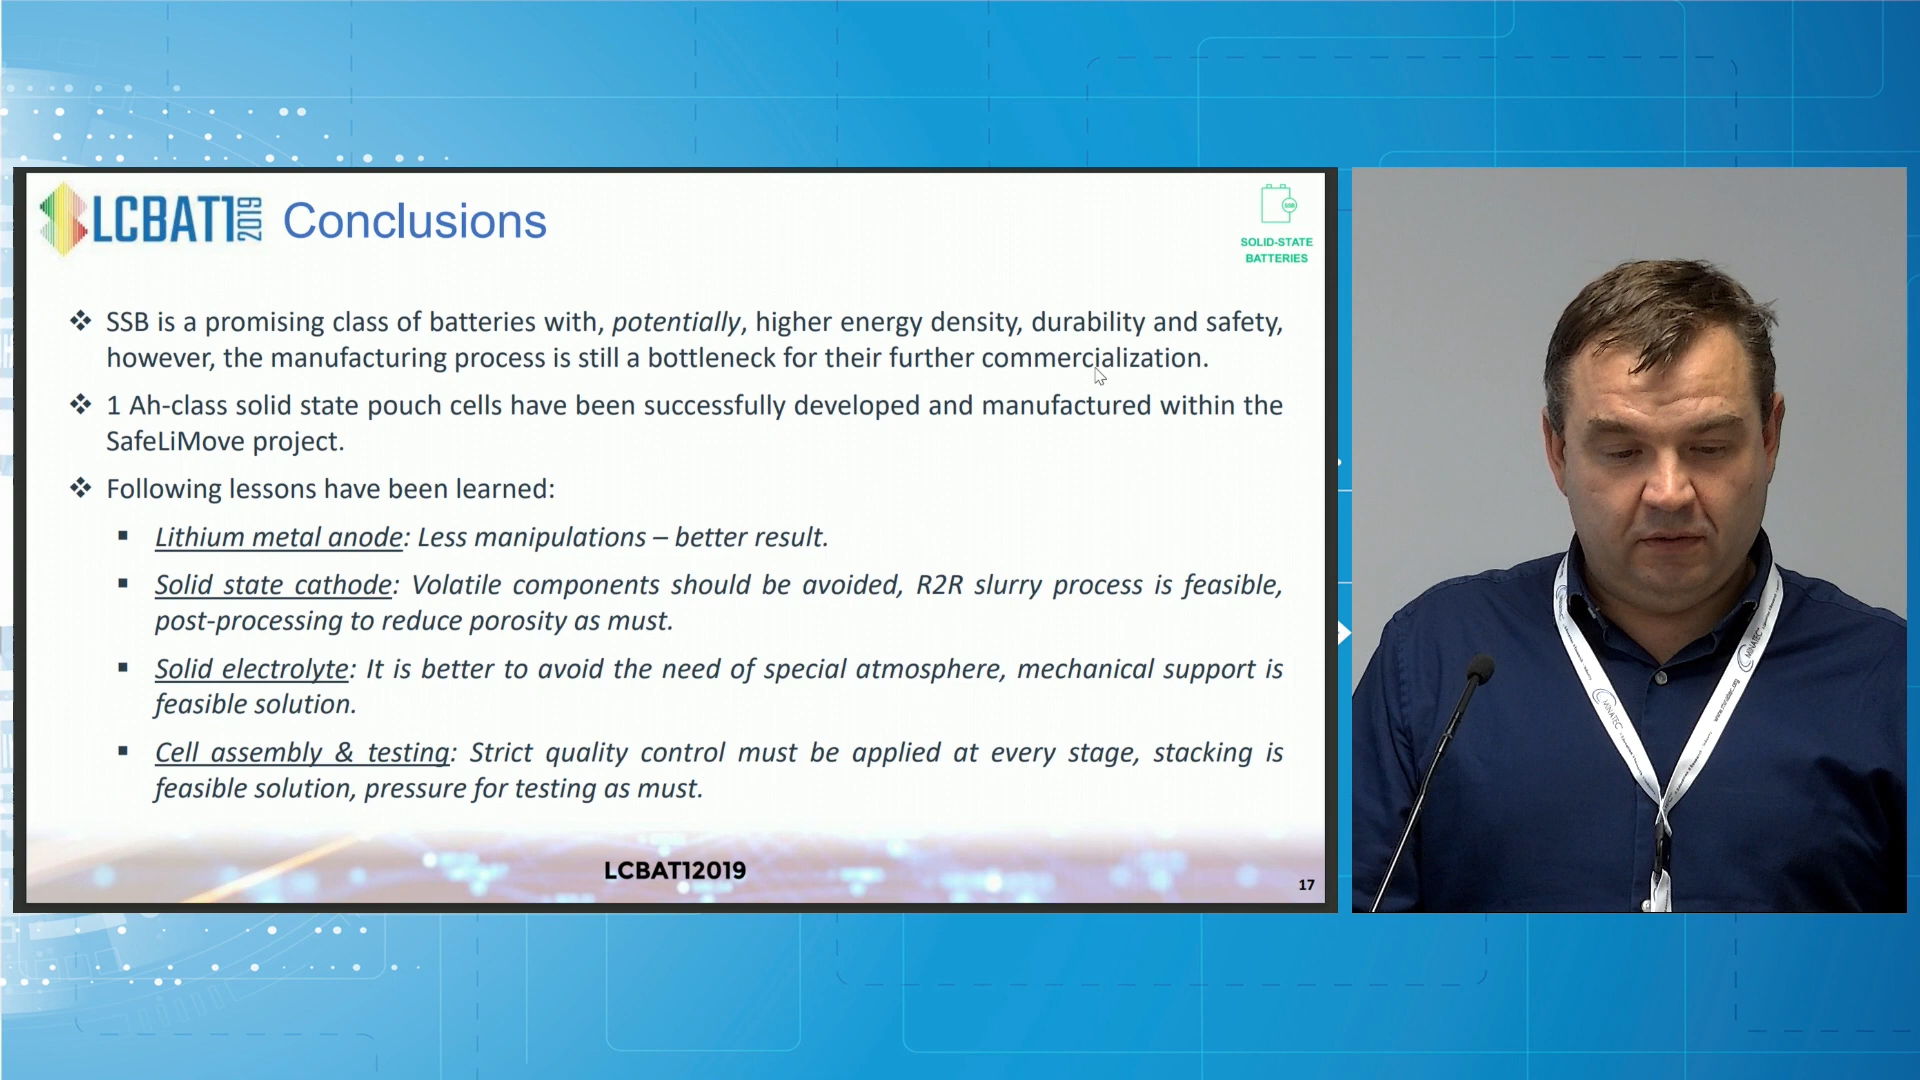 LCBAT1 2019
Conclusions
SSB
SOLID-STATE
BATTERIES
❖ SSB is a promising class of batteries with, potentially, higher energy density, durability and safety,
however, the manufacturing process is still a bottleneck for their further commercialization.
❖ 1 Ah-class solid state pouch cells have been successfully developed and manufactured within the
SafeLiMove project.
❖ Following lessons have been learned:
▪ Lithium metal anode: Less manipulations – better result.
▪ Solid state cathode: Volatile components should be avoided, R2R slurry process is feasible,
post-processing to reduce porosity as must.
▪ Solid electrolyte: It is better to avoid the need of special atmosphere, mechanical support is
feasible solution.
▪ Cell assembly & testing: Strict quality control must be applied at every stage, stacking is
feasible solution, pressure for testing as must.
LCBAT12019
17
MINATEC
MINATEC
www.minatec.org